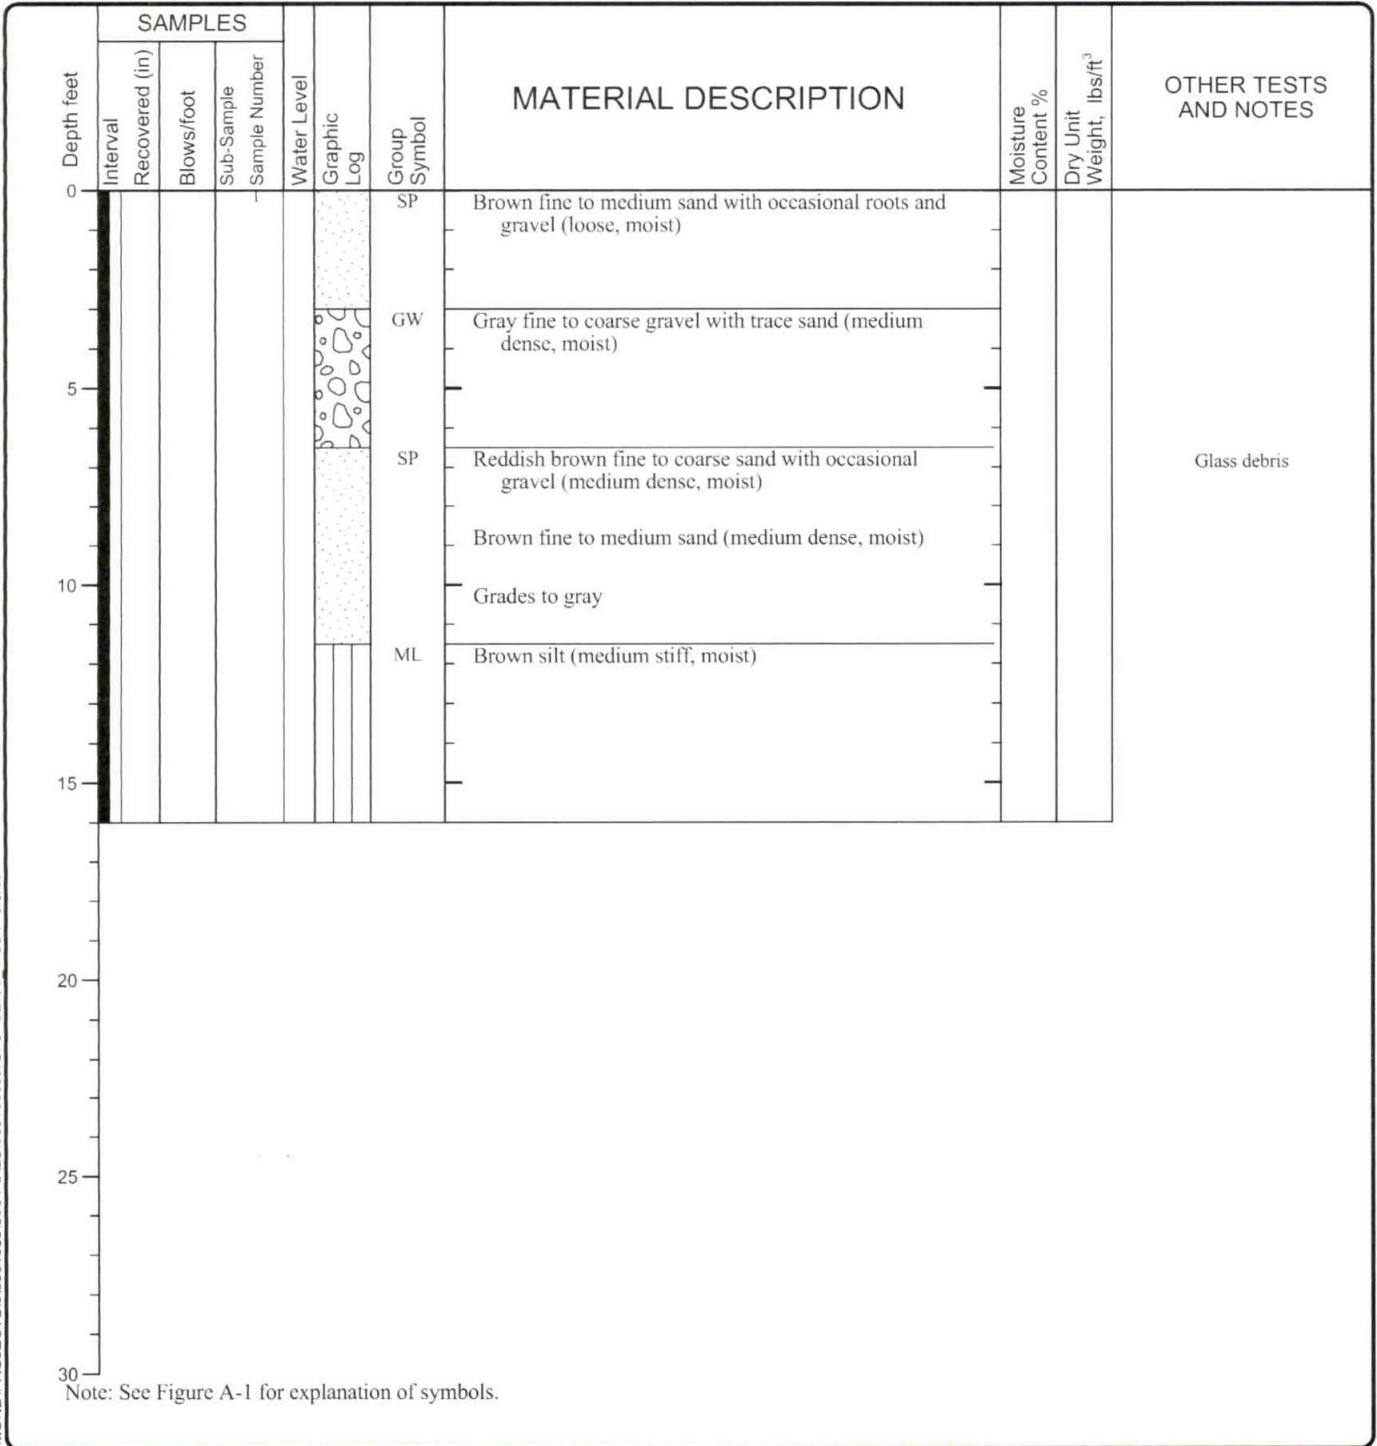 SAMPLES
Depth feet
Interval
Recovered (in)
Blows/foot
Sub-Sample
Sample Number
Water Level
Graphic
Log
Group
Symbol
MATERIAL DESCRIPTION
Moisture
Content %
Dry Unit
Weight, lbs/ft³
OTHER TESTS
AND NOTES
0
SP
Brown fine to medium sand with occasional roots and
gravel (loose, moist)
GW
Gray fine to coarse gravel with trace sand (medium
dense, moist)
5
SP
Reddish brown fine to coarse sand with occasional
gravel (medium dense, moist)
Glass debris
Brown fine to medium sand (medium dense, moist)
10
Grades to gray
ML
Brown silt (medium stiff, moist)
15
20
25
30
Note: See Figure A-1 for explanation of symbols.